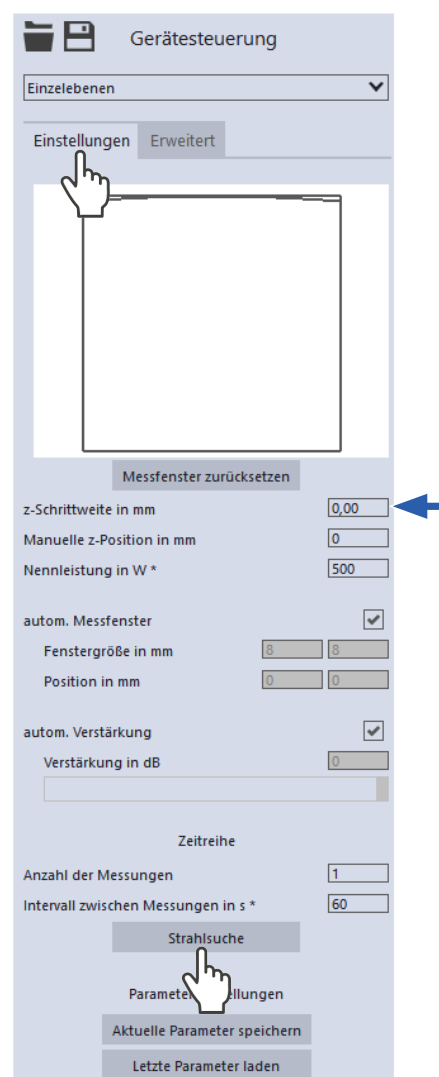 Gerätesteuerung
Einzelebenen
Einstellungen Erweitert
Messfenster zurücksetzen
z-Schrittweite in mm 0,00
Manuelle z-Position in mm 0
Nennleistung in W * 500
autom. Messfenster
Fenstergröße in mm 8 8
Position in mm 0 0
autom. Verstärkung
Verstärkung in dB 0
Zeitreihe
Anzahl der Messungen 1
Intervall zwischen Messungen in s * 60
Strahlsuche
Aktuelle Parameter speichern
Letzte Parameter laden